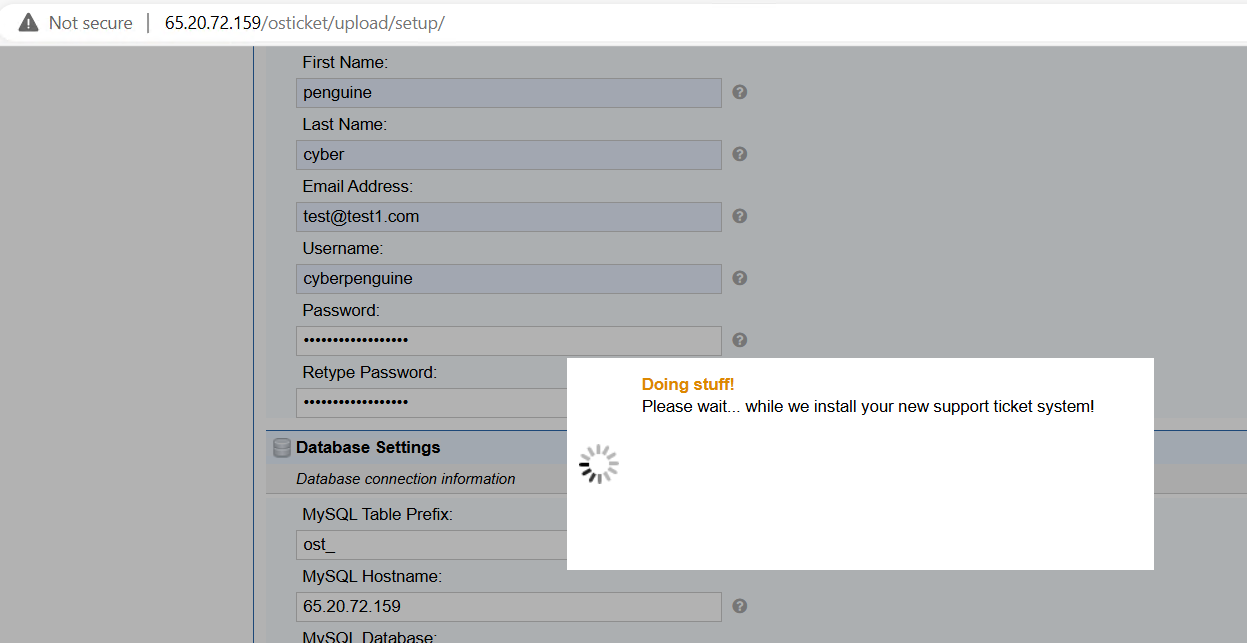 Not secure | 65.20.72.159/osticket/upload/setup/
First Name:
penguine
Last Name:
cyber
Email Address:
test@test1.com
Username:
cyberpenguine
Password:
••••••••••••••••••
Retype Password:
••••••••••••••••••
Doing stuff!
Please wait... while we install your new support ticket system!
Database Settings
Database connection information
MySQL Table Prefix:
ost_
MySQL Hostname:
65.20.72.159
MySQL Database: